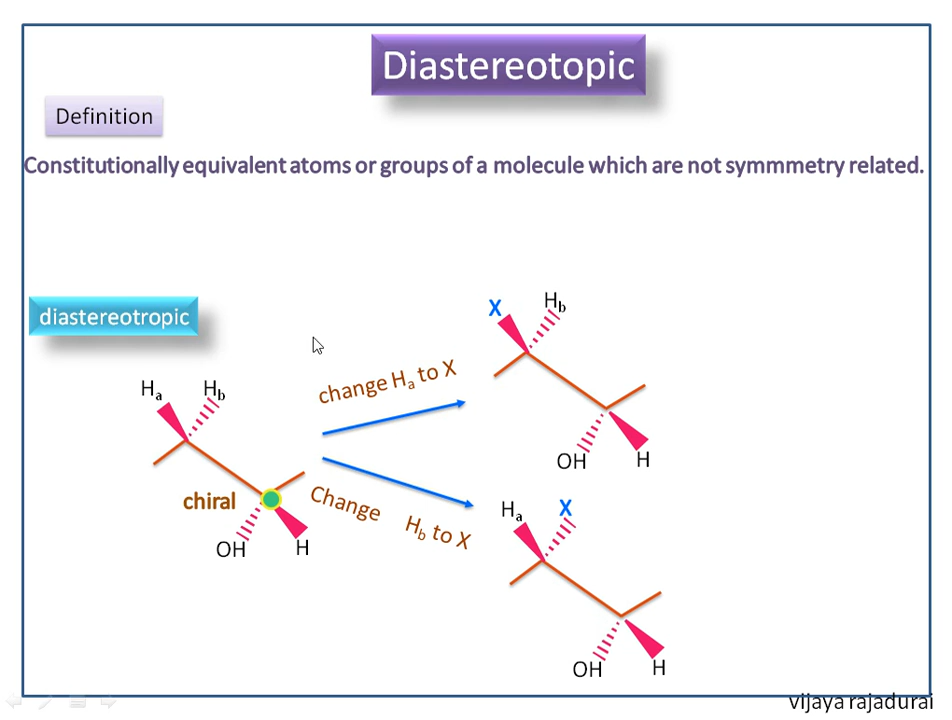 Diastereotopic
Definition
Constitutionally equivalent atoms or groups of a molecule which are not symmmetry related.
diastereotropic
Ha Hb
chiral
OH H
change Ha to X
Change Hb to X
X Hb
OH H
Ha X
OH H
vijaya rajadurai